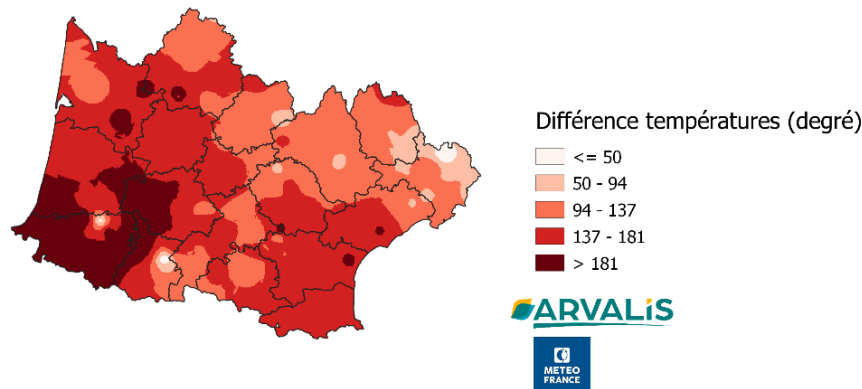 Différence températures (degré)
<= 50
50 - 94
94 - 137
137 - 181
> 181
ARVALiS
METEO
FRANCE